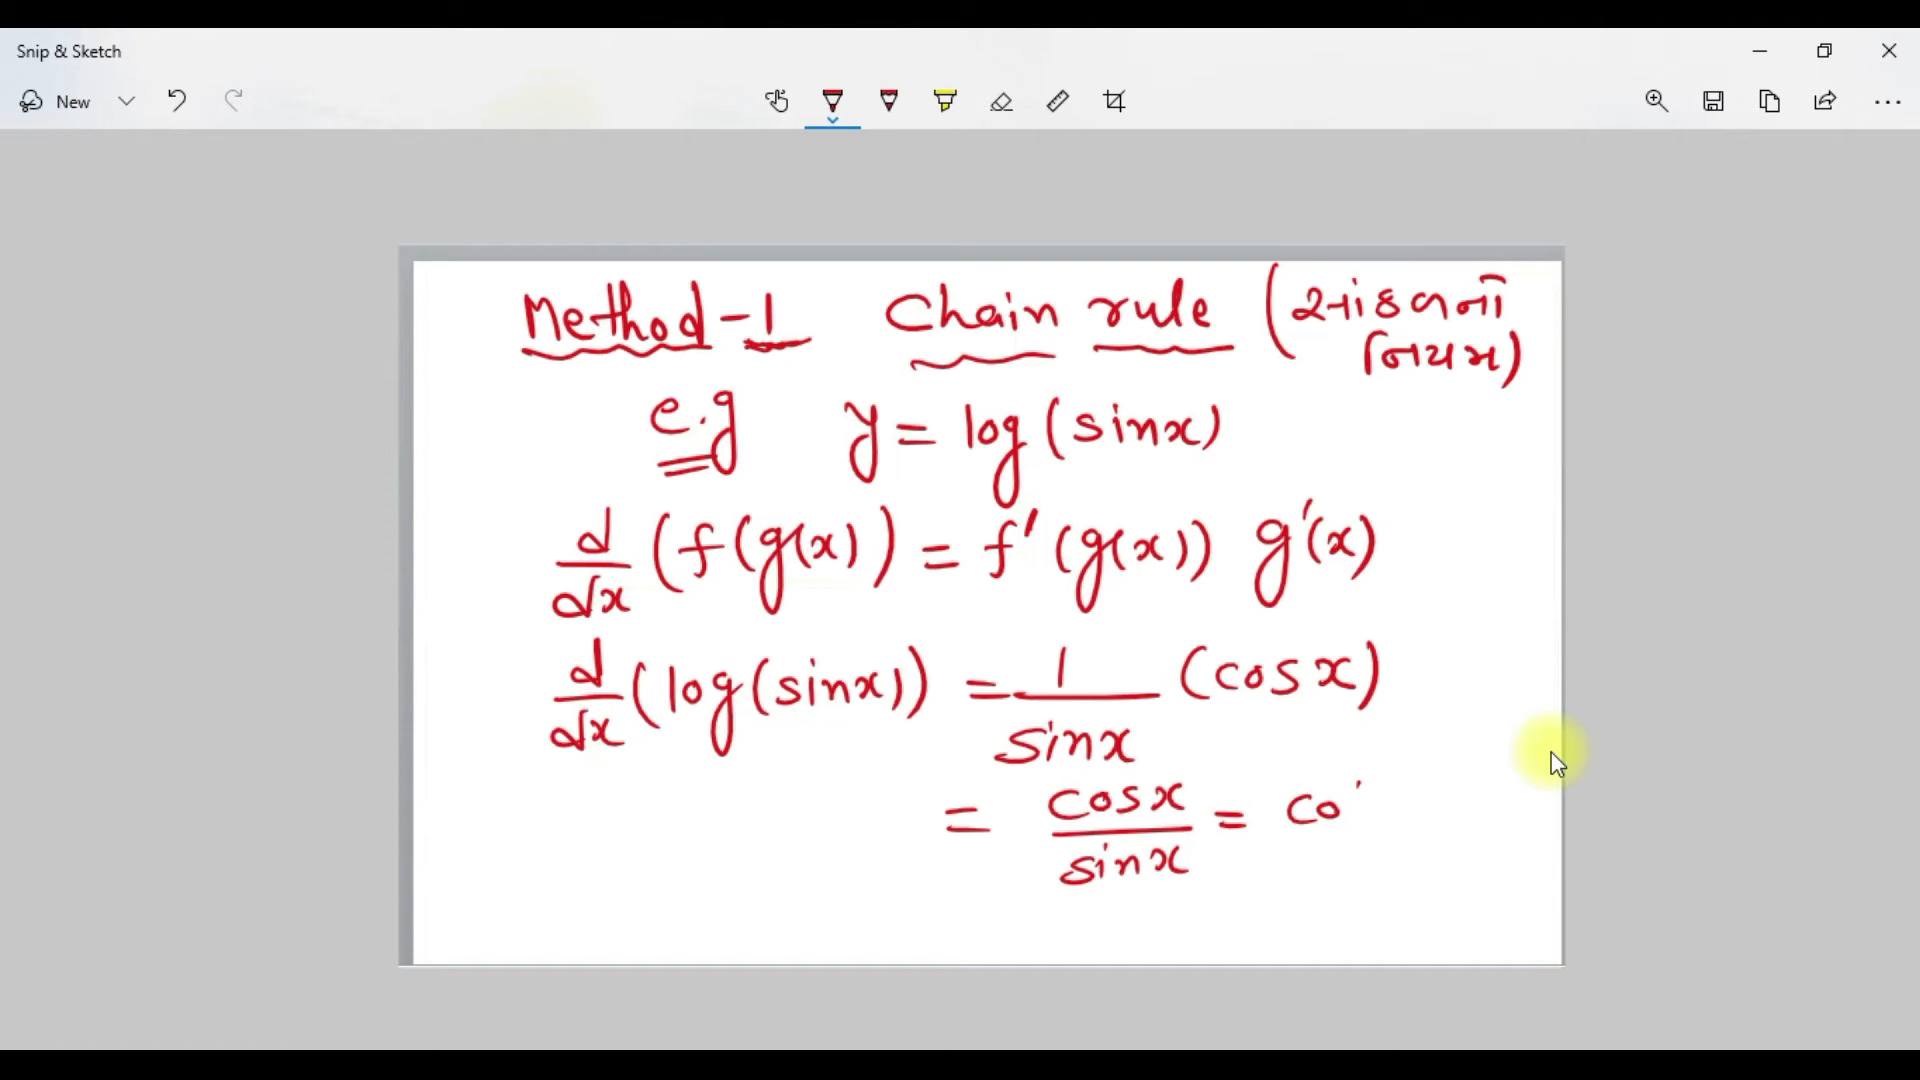 Snip & Sketch
New
Method-1 Chain rule (સાંકળનો
નિયમ)
e.g y = log(sinx)
d/dx (f(g(x))) = f'(g(x)) g'(x)
d/dx (log(sinx)) = 1/sinx (cosx)
= cosx/sinx = co